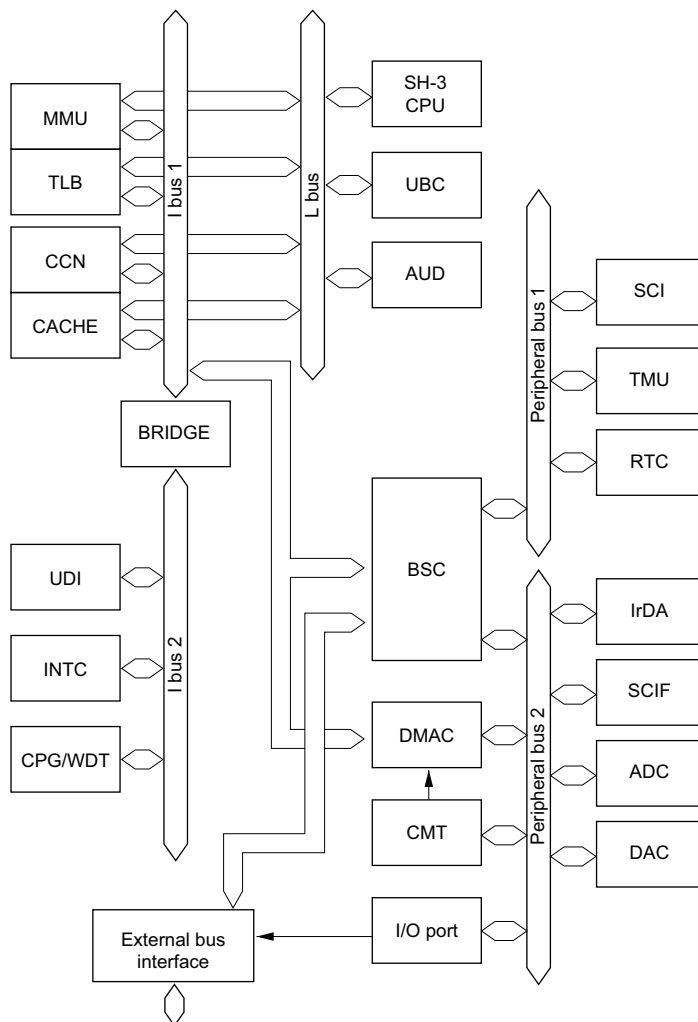 MMU
TLB
CCN
CACHE
I bus 1
L bus
SH-3
CPU
UBC
AUD
Peripheral bus 1
SCI
TMU
RTC
BRIDGE
UDI
INTC
CPG/WDT
I bus 2
BSC
DMAC
CMT
I/O port
Peripheral bus 2
IrDA
SCIF
ADC
DAC
External bus
interface